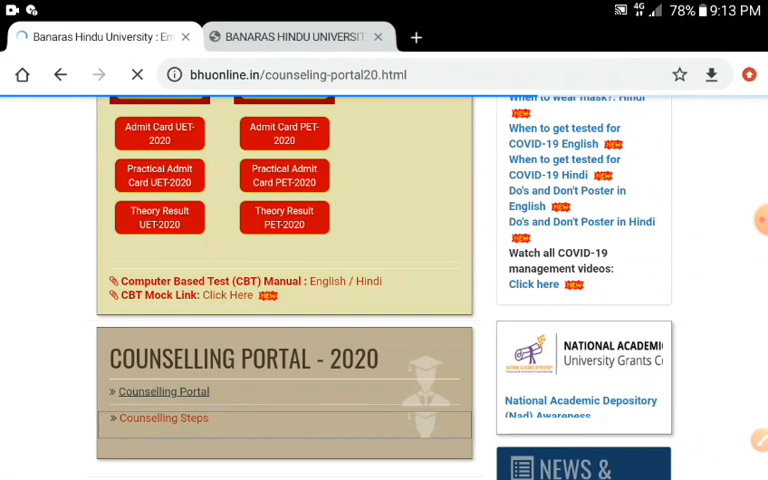 4G 78% 9:13 PM
Banaras Hindu University : En
BANARAS HINDU UNIVERSIT
bhuonline.in/counseling-portal20.html
Admit Card UET-
2020
Admit Card PET-
2020
Practical Admit
Card UET-2020
Practical Admit
Card PET-2020
Theory Result
UET-2020
Theory Result
PET-2020
Computer Based Test (CBT) Manual : English / Hindi
CBT Mock Link: Click Here NEW
COUNSELLING PORTAL - 2020
» Counselling Portal
» Counselling Steps
When to wear mask?: Hindi
NEW
When to get tested for
COVID-19 English NEW
When to get tested for
COVID-19 Hindi NEW
Do's and Don't Poster in
English NEW
Do's and Don't Poster in Hindi
NEW
Watch all COVID-19
management videos:
Click here NEW
NATIONAL ACADEMI
University Grants C
National Academic Depository
(Nad) Awareness
NEWS &